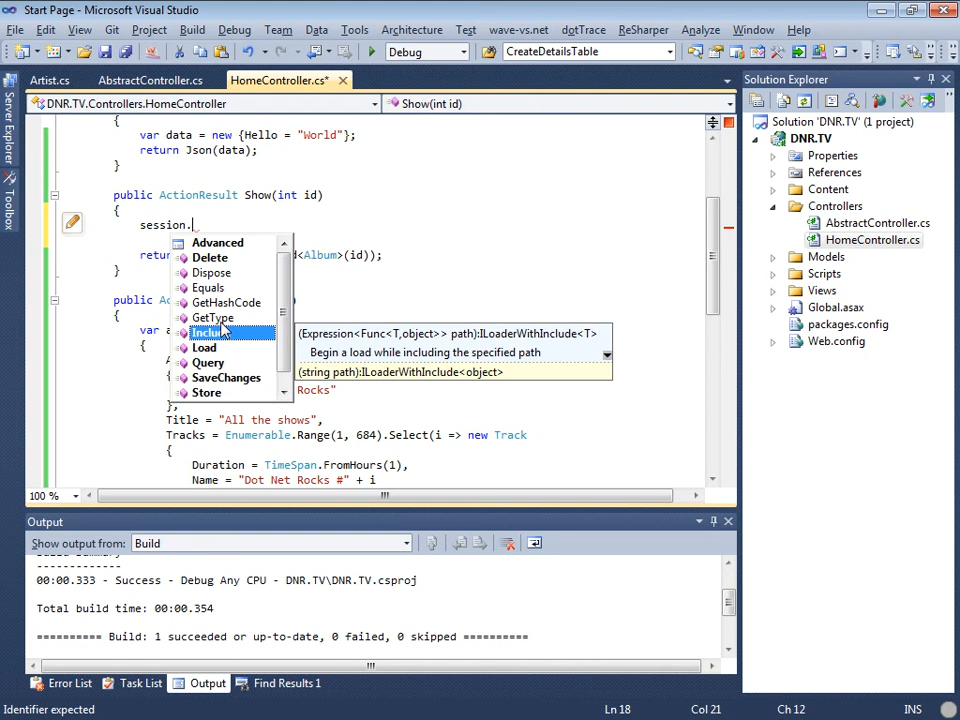 Start Page - Microsoft Visual Studio
File Edit View Git Project Build Debug Team Data Tools Architecture Test wave-vs.net doubTree ReSharper Analyze Window Help
Debug CreateDetailsTable
Artist.cs AbstractController.cs HomeController.cs*
DNR.TV.Controllers.HomeController Show(int id)
{
var data = new {Hello = "World"};
return Json(data);
}
public ActionResult Show(int id)
{
session.
Advanced
retur d<Album>(id));
Delete
}
Dispose
Equals
public Ac
GetHashCode
{
GetType
var a
Include
{
Load
A
Query
{
SaveChanges
Rocks"
Store
(Expression<Func<T,object>> path):ILoaderWithInclude<T>
Begin a load while including the specified path
(string path):ILoaderWithInclude<object>
},
Title = "All the shows",
Tracks = Enumerable.Range(1, 684).Select(i => new Track
{
Duration = TimeSpan.FromHours(1),
Name = "Dot Net Rocks #" + i
100 %
Output
Show output from: Build
Build Summary
-------------
00:00.333 - Success - Debug Any CPU - DNR.TV\DNR.TV.csproj
Total build time: 00:00.354
========== Build: 1 succeeded or up-to-date, 0 failed, 0 skipped ==========
Error List Task List Output Find Results 1
Identifier expected Ln 18 Col 21 Ch 12 INS
Server Explorer
Toolbox
Solution Explorer
Solution 'DNR.TV' (1 project)
DNR.TV
Properties
References
Content
Controllers
AbstractController.cs
HomeController.cs
Models
Scripts
Views
Global.asax
packages.config
Web.config